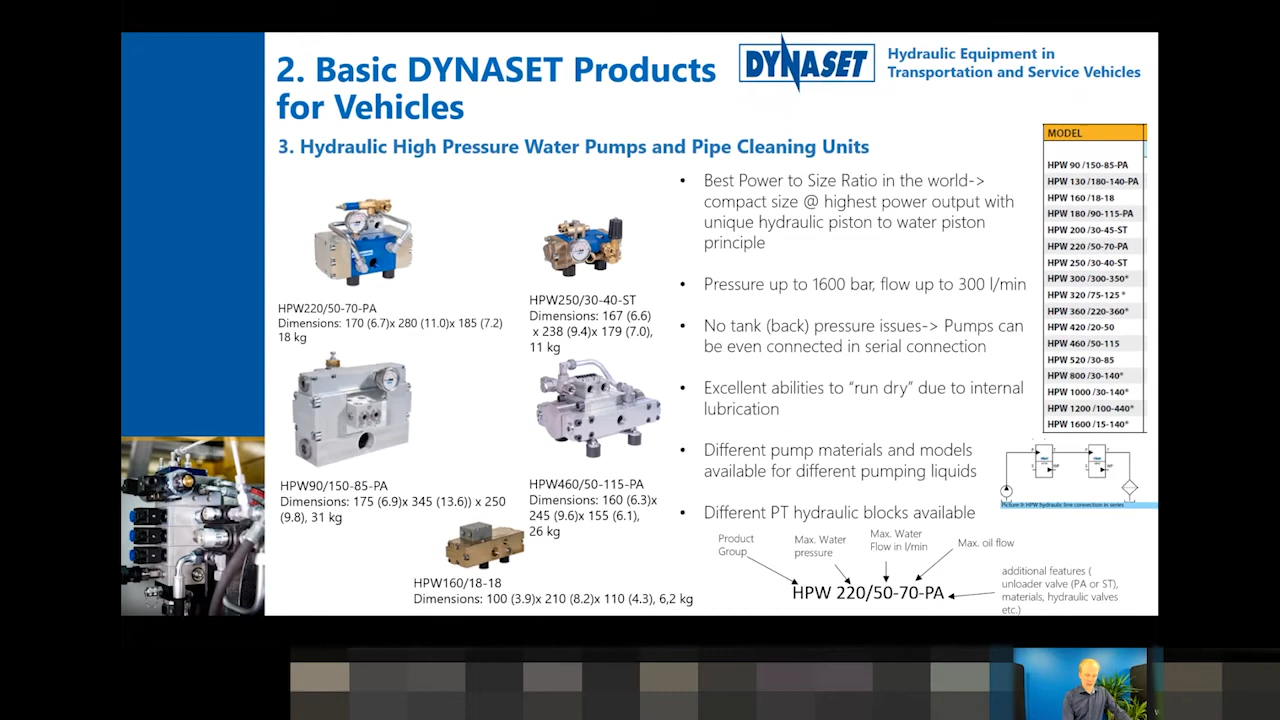 2. Basic DYNASET Products
for Vehicles
DYNASET
Hydraulic Equipment in
Transportation and Service Vehicles
3. Hydraulic High Pressure Water Pumps and Pipe Cleaning Units
HPW220/50-70-PA
Dimensions: 170 (6.7)x 280 (11.0)x 185 (7.2)
18 kg
HPW250/30-40-ST
Dimensions: 167 (6.6)
x 238 (9.4)x 179 (7.0),
11 kg
HPW90/150-85-PA
Dimensions: 175 (6.9)x 345 (13.6)) x 250
(9.8), 31 kg
HPW460/50-115-PA
Dimensions: 160 (6.3)x
245 (9.6)x 155 (6.1),
26 kg
HPW160/18-18
Dimensions: 100 (3.9)x 210 (8.2)x 110 (4.3), 6,2 kg
• Best Power to Size Ratio in the world->
compact size @ highest power output with
unique hydraulic piston to water piston
principle
• Pressure up to 1600 bar, flow up to 300 l/min
• No tank (back) pressure issues-> Pumps can
be even connected in serial connection
• Excellent abilities to “run dry” due to internal
lubrication
• Different pump materials and models
available for different pumping liquids
• Different PT hydraulic blocks available
MODEL
HPW 90 /150-85-PA
HPW 130 /180-140-PA
HPW 160 /18-18
HPW 180 /90-115-PA
HPW 200 /30-45-ST
HPW 220 /50-70-PA
HPW 250 /30-40-ST
HPW 300 /300-350*
HPW 320 /75-125 *
HPW 360 /220-360*
HPW 420 /20-50
HPW 460 /50-115
HPW 520 /30-85
HPW 800 /30-140*
HPW 1000 /30-140*
HPW 1200 /100-440*
HPW 1600 /15-140*
Picture 9: HPW hydraulic line connection in series
Product
Group
Max. Water
pressure
Max. Water
Flow in l/min
Max. oil flow
HPW 220/50-70-PA
additional features (
unloader valve (PA or ST),
materials, hydraulic valves
etc.)